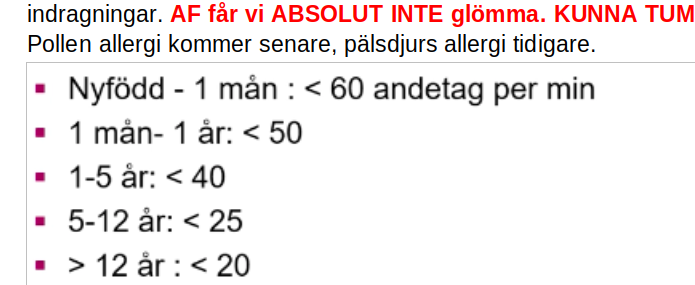 indragningar. AF får vi ABSOLUT INTE glömma. KUNNA TUM
Pollen allergi kommer senare, pälsdjurs allergi tidigare.
▪ Nyfödd - 1 mån : < 60 andetag per min
▪ 1 mån- 1 år: < 50
▪ 1-5 år: < 40
▪ 5-12 år: < 25
▪ > 12 år : < 20